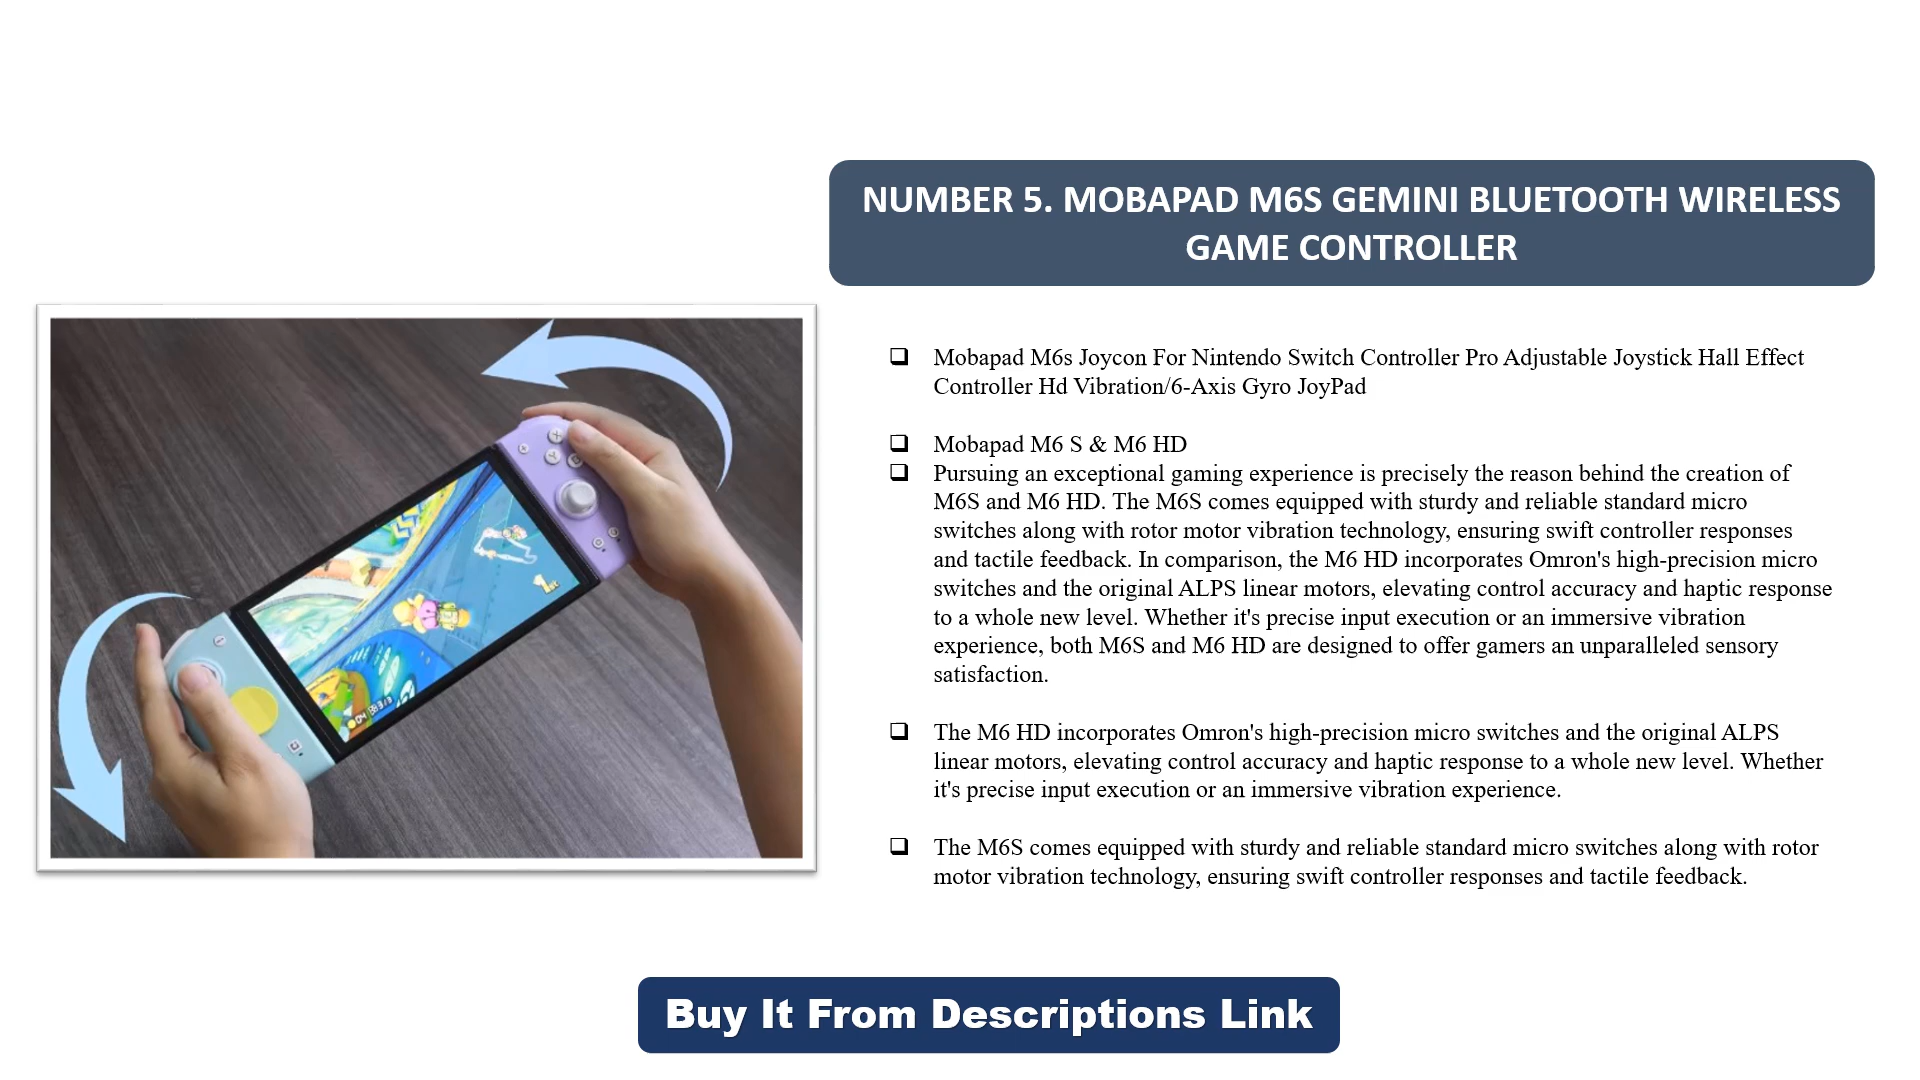 NUMBER 5. MOBAPAD M6S GEMINI BLUETOOTH WIRELESS
GAME CONTROLLER
Mobapad M6s Joycon For Nintendo Switch Controller Pro Adjustable Joystick Hall Effect
Controller Hd Vibration/6-Axis Gyro JoyPad
Mobapad M6 S & M6 HD
Pursuing an exceptional gaming experience is precisely the reason behind the creation of
M6S and M6 HD. The M6S comes equipped with sturdy and reliable standard micro
switches along with rotor motor vibration technology, ensuring swift controller responses
and tactile feedback. In comparison, the M6 HD incorporates Omron's high-precision micro
switches and the original ALPS linear motors, elevating control accuracy and haptic response
to a whole new level. Whether it's precise input execution or an immersive vibration
experience, both M6S and M6 HD are designed to offer gamers an unparalleled sensory
satisfaction.
The M6 HD incorporates Omron's high-precision micro switches and the original ALPS
linear motors, elevating control accuracy and haptic response to a whole new level. Whether
it's precise input execution or an immersive vibration experience.
The M6S comes equipped with sturdy and reliable standard micro switches along with rotor
motor vibration technology, ensuring swift controller responses and tactile feedback.
Buy It From Descriptions Link